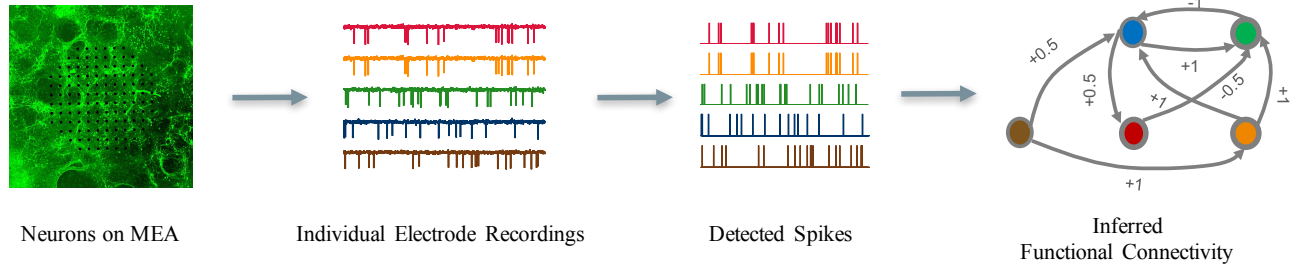 -1
+0.5
+1
+0.5
+1
-0.5
+1
+1
Neurons on MEA
Individual Electrode Recordings
Detected Spikes
Inferred
Functional Connectivity